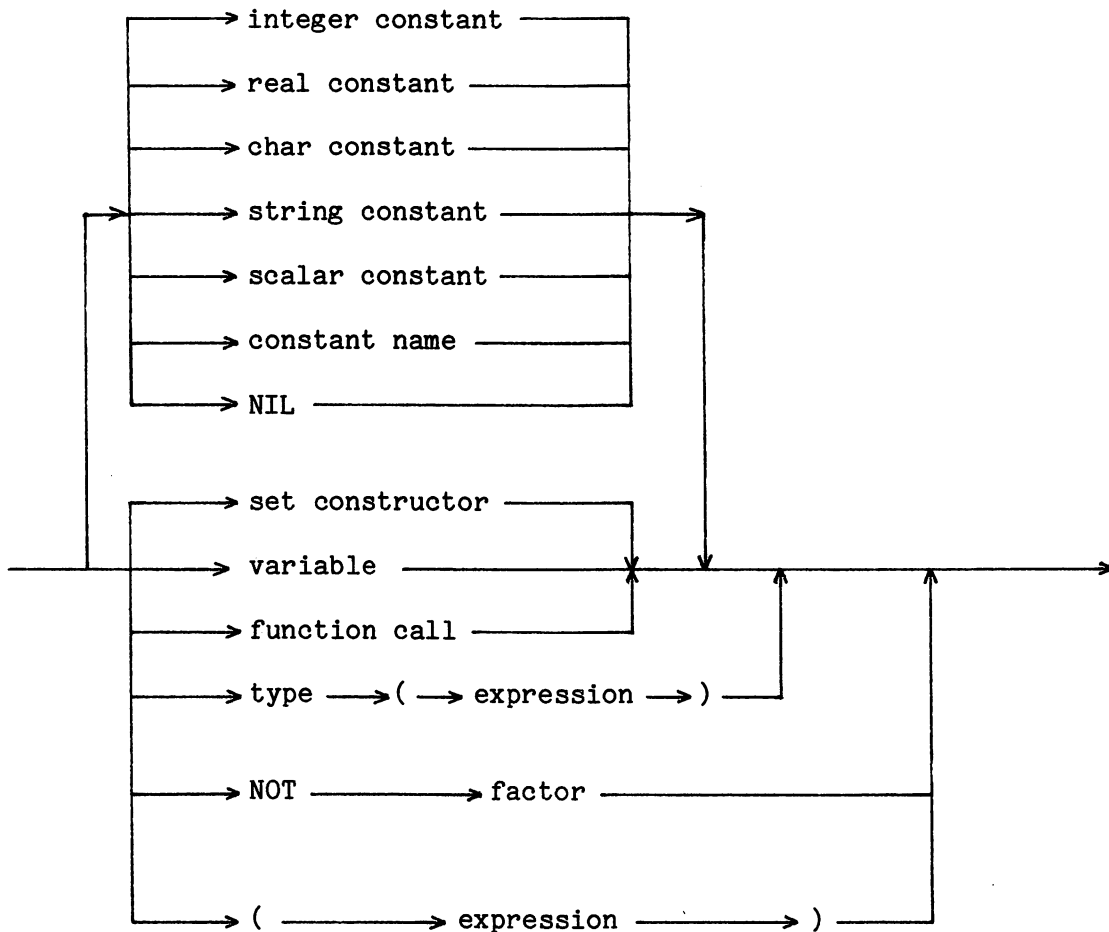 integer constant
real constant
char constant
string constant
scalar constant
constant name
NIL
set constructor
variable
function call
type ( expression )
NOT factor
( expression )